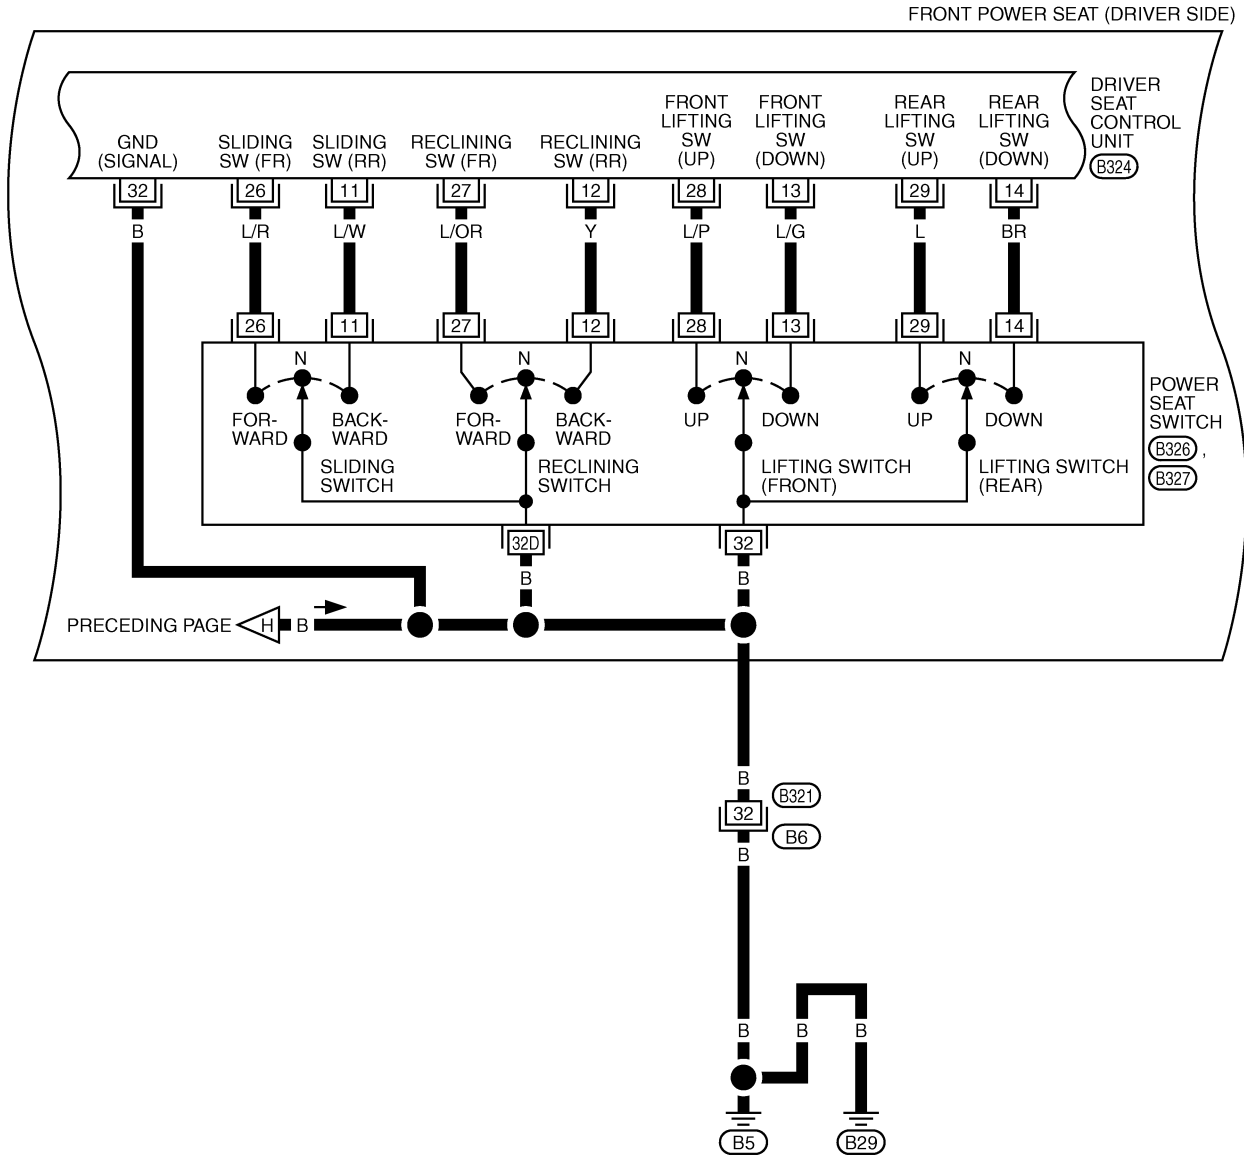 FRONT POWER SEAT (DRIVER SIDE)
DRIVER
SEAT
CONTROL
UNIT
B324
GND
(SIGNAL)
SLIDING
SW (FR)
SLIDING
SW (RR)
RECLINING
SW (FR)
RECLINING
SW (RR)
FRONT
LIFTING
SW
(UP)
FRONT
LIFTING
SW
(DOWN)
REAR
LIFTING
SW
(UP)
REAR
LIFTING
SW
(DOWN)
32 26 11 27 12 28 13 29 14
B L/R L/W L/OR Y L/P L/G L BR
26 11 27 12 28 13 29 14
N N N N
FOR-
WARD
BACK-
WARD
SLIDING
SWITCH
FOR-
WARD
BACK-
WARD
RECLINING
SWITCH
UP DOWN
LIFTING SWITCH
(FRONT)
UP DOWN
LIFTING SWITCH
(REAR)
POWER
SEAT
SWITCH
B326 ,
B327
32D 32
B B
PRECEDING PAGE H B
B
32
B321
B6
B
B B B
B5 B29